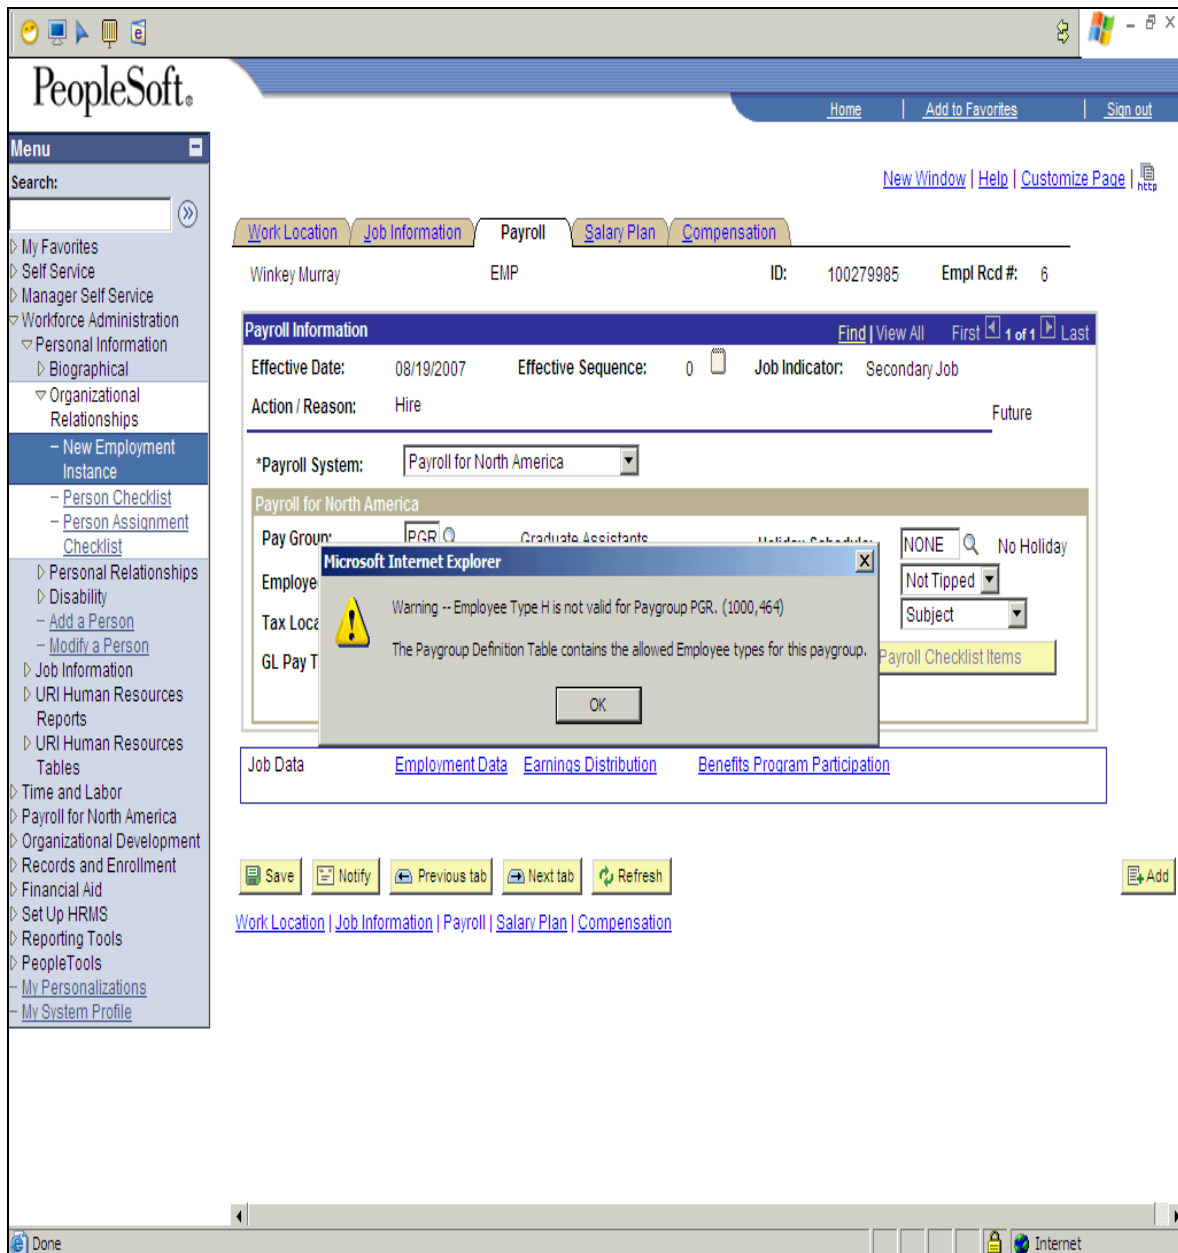 PeopleSoft®
Home | Add to Favorites | Sign out
Menu
Search:
My Favorites
Self Service
Manager Self Service
Workforce Administration
Personal Information
Biographical
Organizational
Relationships
– New Employment
Instance
– Person Checklist
– Person Assignment
Checklist
Personal Relationships
Disability
– Add a Person
– Modify a Person
Job Information
URI Human Resources
Reports
URI Human Resources
Tables
Time and Labor
Payroll for North America
Organizational Development
Records and Enrollment
Financial Aid
Set Up HRMS
Reporting Tools
PeopleTools
– My Personalizations
– My System Profile
New Window | Help | Customize Page | http
Work Location Job Information Payroll Salary Plan Compensation
Winkey Murray EMP ID: 100279985 Empl Rcd #: 6
Payroll Information Find | View All First 1 of 1 Last
Effective Date: 08/19/2007 Effective Sequence: 0 Job Indicator: Secondary Job
Action / Reason: Hire
Future
*Payroll System: Payroll for North America
Payroll for North America
Pay Group: PGR Graduate Assistants Holiday Schedule: NONE No Holiday
Employe Not Tipped
Tax Loca Subject
GL Pay T Payroll Checklist Items
Microsoft Internet Explorer
Warning -- Employee Type H is not valid for Paygroup PGR. (1000,464)
The Paygroup Definition Table contains the allowed Employee types for this paygroup.
OK
Job Data Employment Data Earnings Distribution Benefits Program Participation
Save Notify Previous tab Next tab Refresh Add
Work Location | Job Information | Payroll | Salary Plan | Compensation
Done Internet